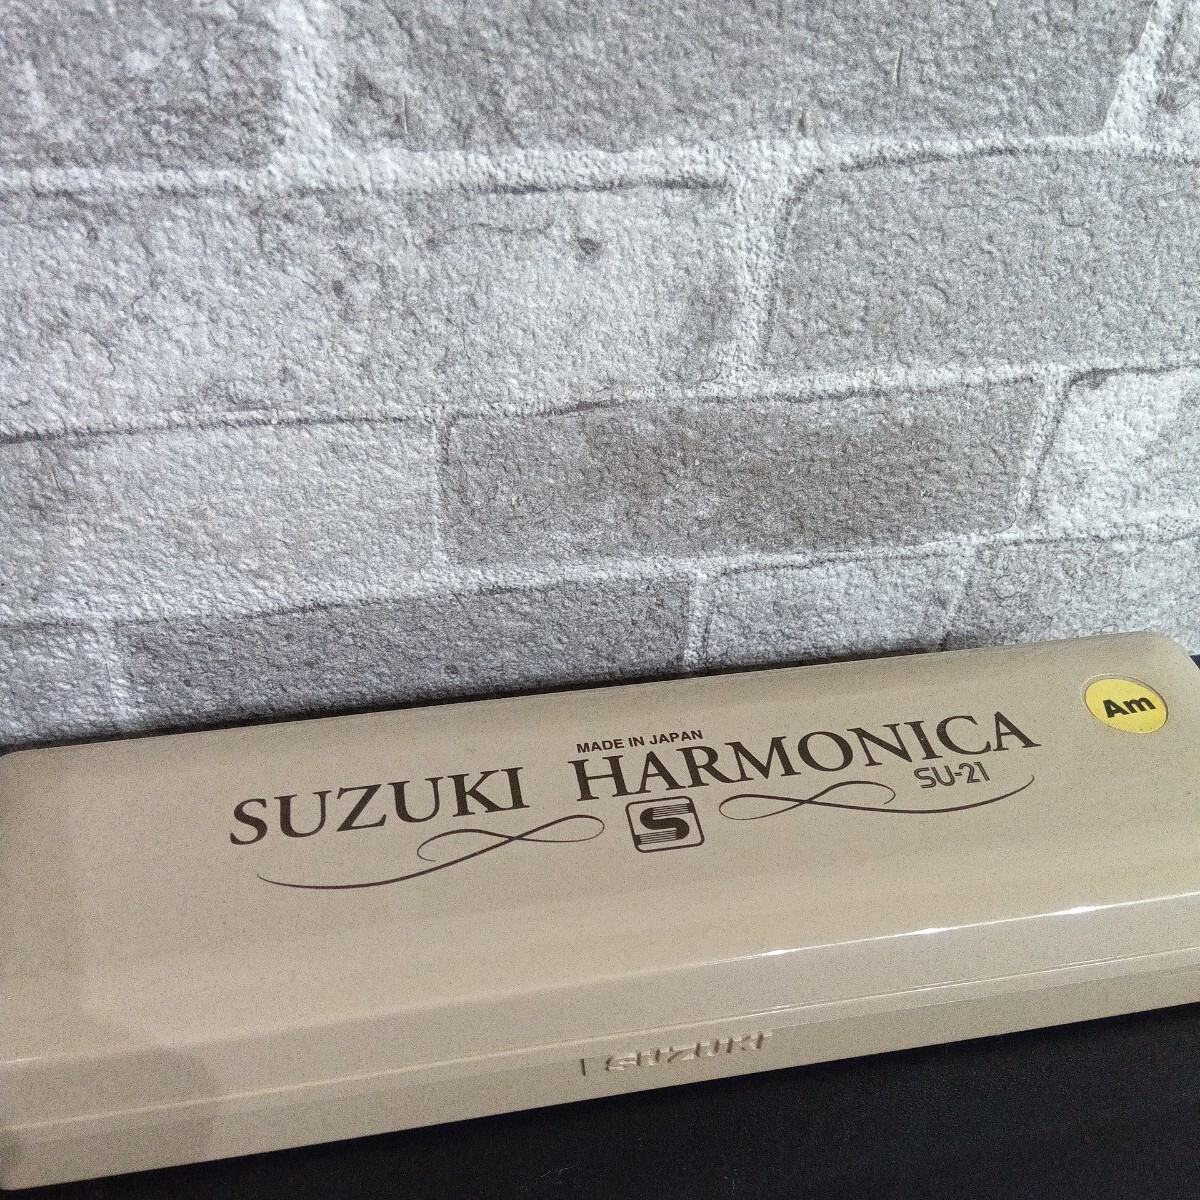 MADE IN JAPAN
SUZUKI HARMONICA
SU-21
S
Am
SUZUKI